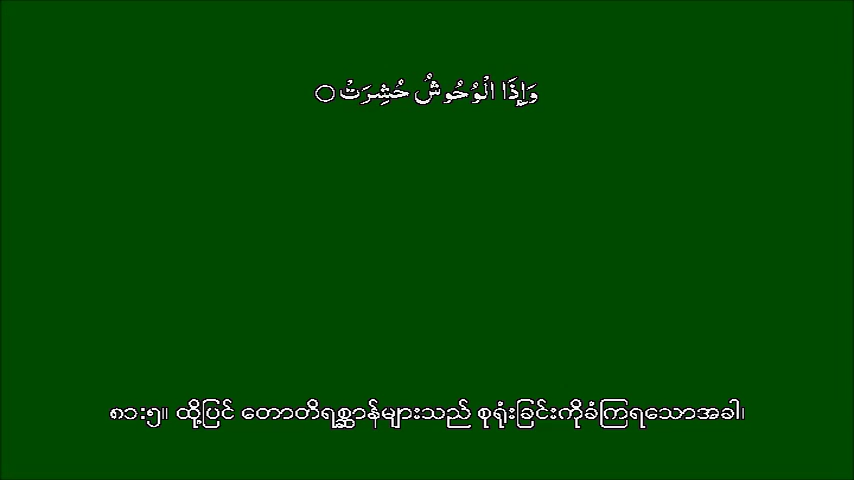 وَإِذَا الْوُحُوشُ حُشِرَتْ ۝
၈၁:၅။ ထို့ပြင် တောတိရစ္ဆာန်များသည် စုရုံးခြင်းကိုခံကြရသောအခါ၊